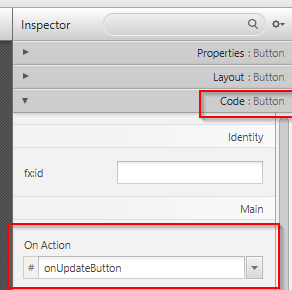 Inspector
Properties : Button
Layout : Button
Code : Button
Identity
fx:id
Main
On Action
# onUpdateButton